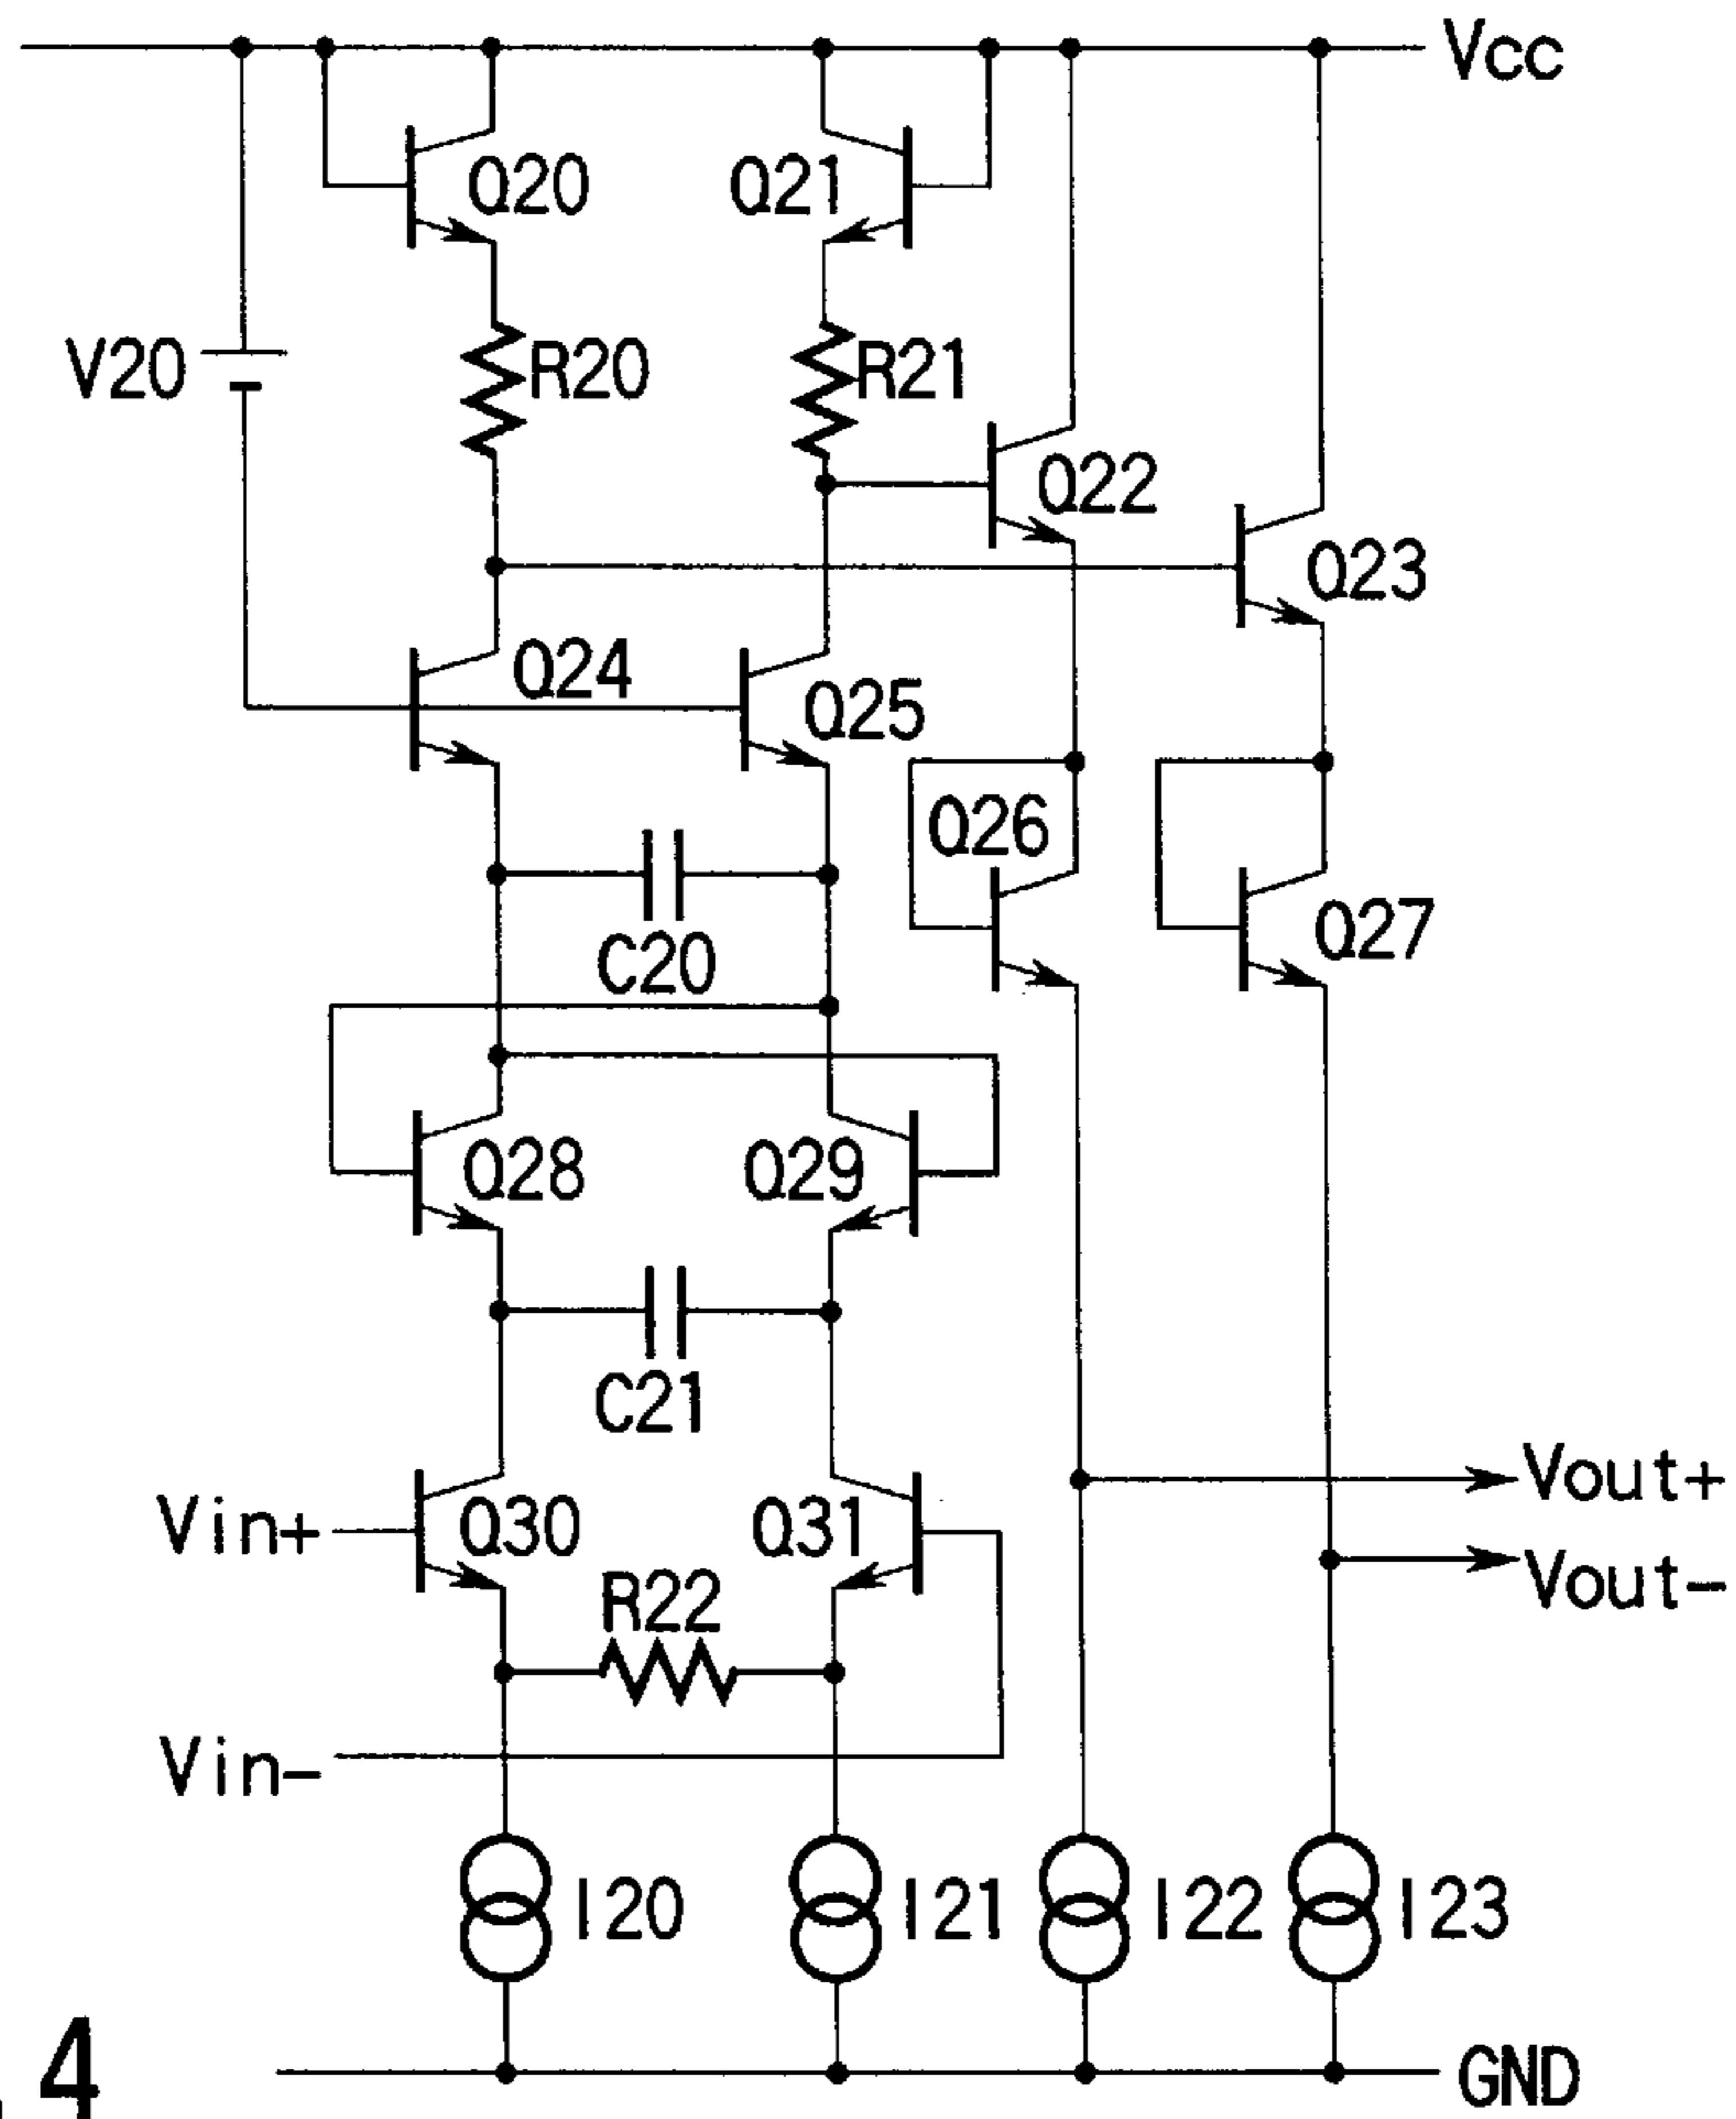 Vcc
Q20
Q21
V20
R20
R21
Q22
Q23
Q24
Q25
Q26
C20
Q27
Q28
Q29
C21
Vin+
Q30
Q31
Vout+
R22
Vout-
Vin-
I20
I21
I22
I23
4
GND